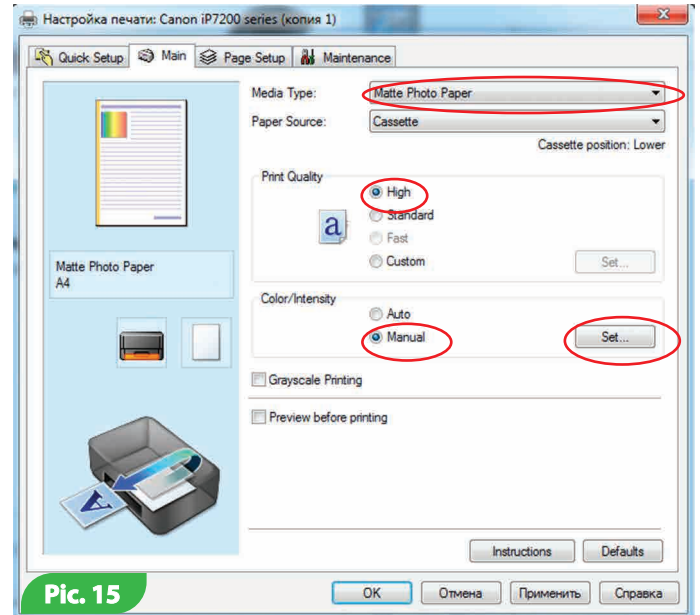 Настройка печати: Canon iP7200 series (копия 1)
Quick Setup Main Page Setup Maintenance
Media Type: Matte Photo Paper
Paper Source: Cassette
Cassette position: Lower
Print Quality
High
a Standard
Fast
Custom Set...
Matte Photo Paper
A4
Color/Intensity
Auto
Manual Set...
Grayscale Printing
Preview before printing
A
Instructions Defaults
Pic. 15
OK Отмена Применить Справка